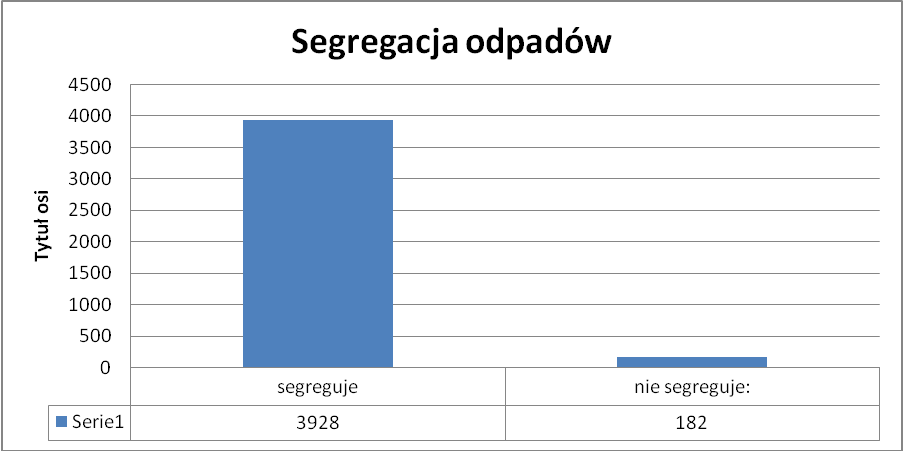 Segregacja odpadów
Tytuł osi
4500
4000
3500
3000
2500
2000
1500
1000
500
0
segreguje nie segreguje:
Serie1 3928 182